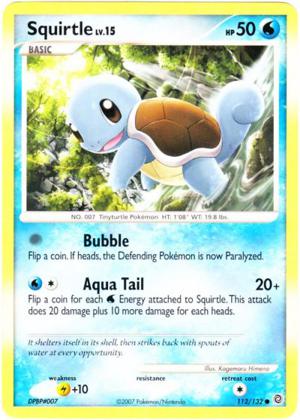 Squirtle LV.15 HP 50
BASIC
NO. 007 Tinyturtle Pokémon HT: 1'08" WT: 19.8 lbs.
Bubble
Flip a coin. If heads, the Defending Pokémon is now Paralyzed.
Aqua Tail 20+
Flip a coin for each Energy attached to Squirtle. This attack
does 20 damage plus 10 more damage for each heads.
Illus. Kagemaru Himeno
It shelters itself in its shell, then strikes back with spouts of
water at every opportunity.
weakness resistance retreat cost
+10
DPBP#007 ©2007 Pokémon/Nintendo 112/132